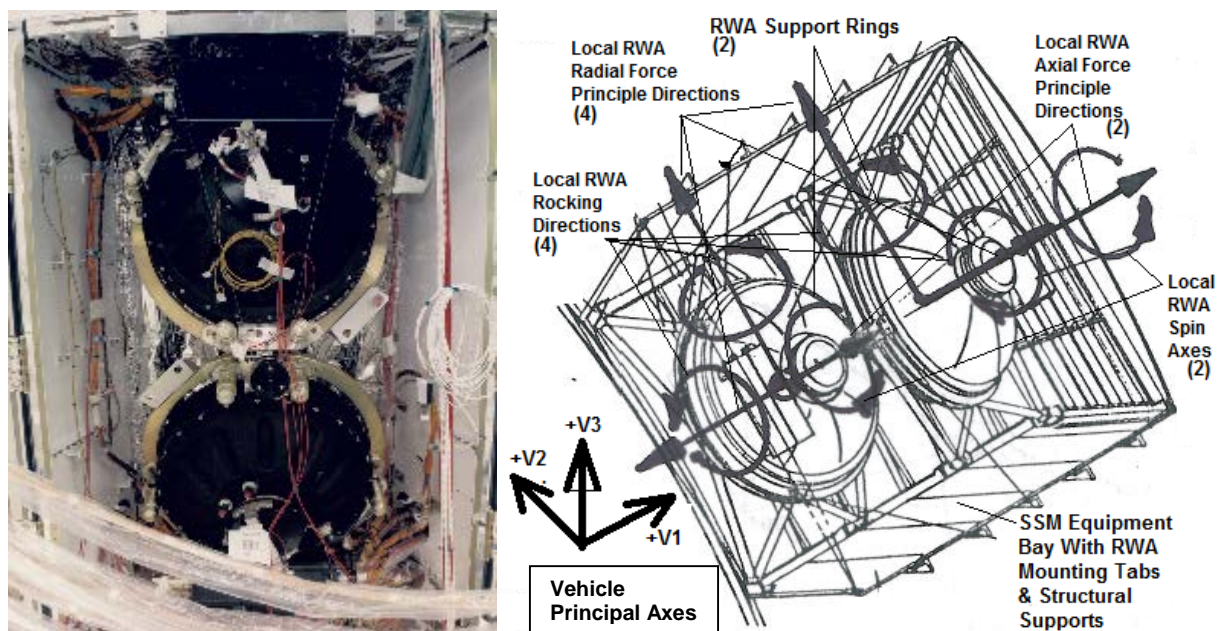 RWA Support Rings
(2)
Local RWA
Radial Force
Principle Directions
(4)
Local RWA
Axial Force
Principle
Directions
(2)
Local RWA
Rocking
Directions
(4)
Local
RWA
Spin
Axes
(2)
+V3
+V2
+V1
Vehicle
Principal Axes
SSM Equipment
Bay With RWA
Mounting Tabs
& Structural
Supports